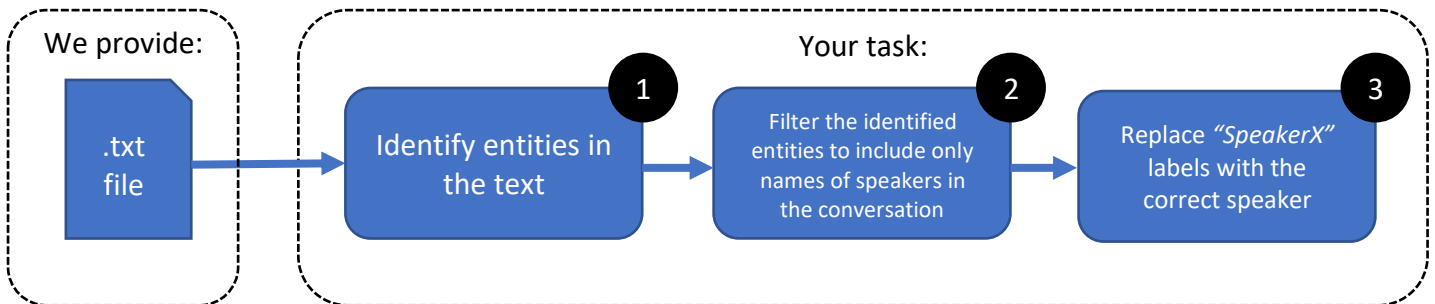 We provide:
.txt
file
Your task:
1
Identify entities in
the text
2
Filter the identified
entities to include only
names of speakers in
the conversation
3
Replace “SpeakerX”
labels with the
correct speaker